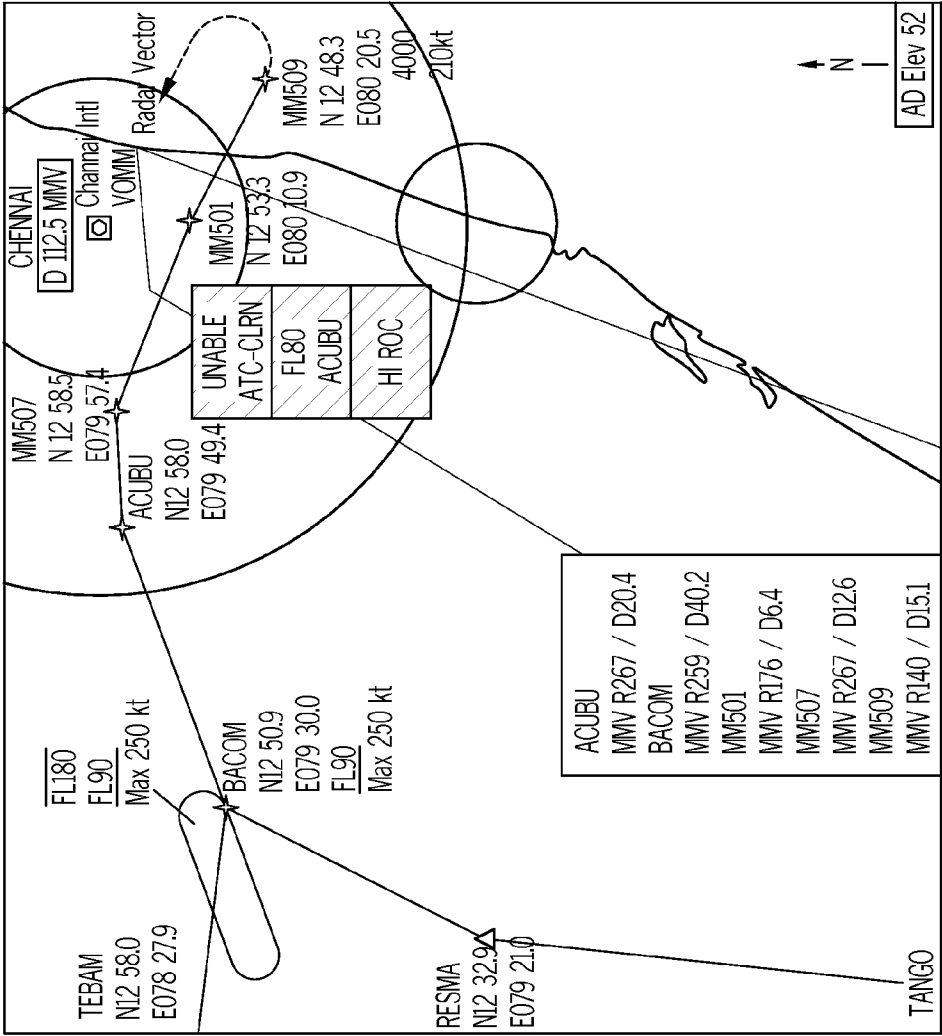 TEBAM
N12 58.0
E078 27.9
FL180
FL90
Max 250 kt
BACOM
N12 50.9
E079 30.0
FL90
Max 250 kt
RESMA
N12 32.9
E079 21.0
TANGO
ACUBU
N12 58.0
E079 49.4
MM507
N 12 58.5
E079 57.4
CHENNAI
D 112.5 MMV
Channai Intl
VOMM
Radar Vector
MM501
N 12 53.3
E080 10.9
MM509
N 12 48.3
E080 20.5
4000
210kt
UNABLE
ATC-CLRN
FL80
ACUBU
HI ROC
ACUBU
MMV R267 / D20.4
BACOM
MMV R259 / D40.2
MM501
MMV R176 / D6.4
MM507
MMV R267 / D12.6
MM509
MMV R140 / D15.1
N
AD Elev 52